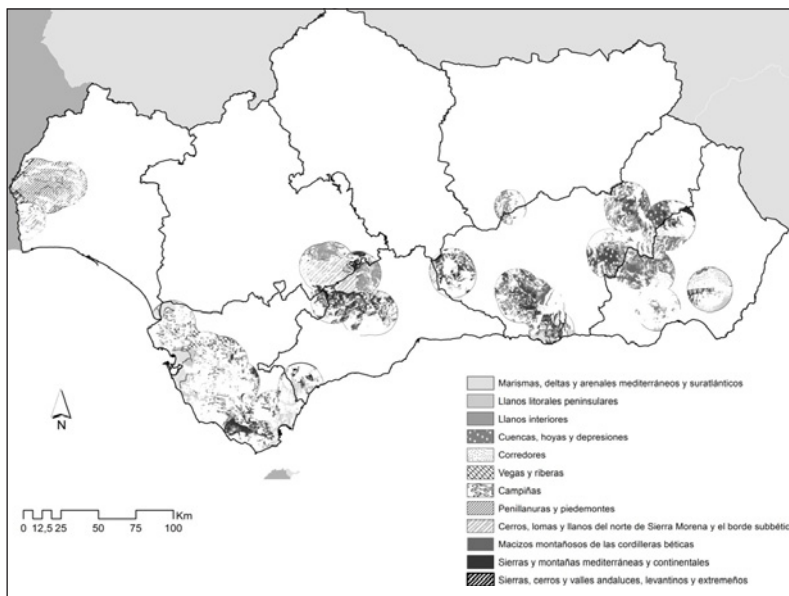 N
Km
0 12,5 25 50 75 100
Marismas, deltas y arenales mediterráneos y suratlánticos
Llanos litorales peninsulares
Llanos interiores
Cuencas, hoyas y depresiones
Corredores
Vegas y riberas
Campiñas
Penillanuras y piedemontes
Cerros, lomas y llanos del norte de Sierra Morena y el borde subbétic
Macizos montañosos de las cordilleras béticas
Sierras y montañas mediterráneas y continentales
Sierras, cerros y valles andaluces, levantinos y extremeños